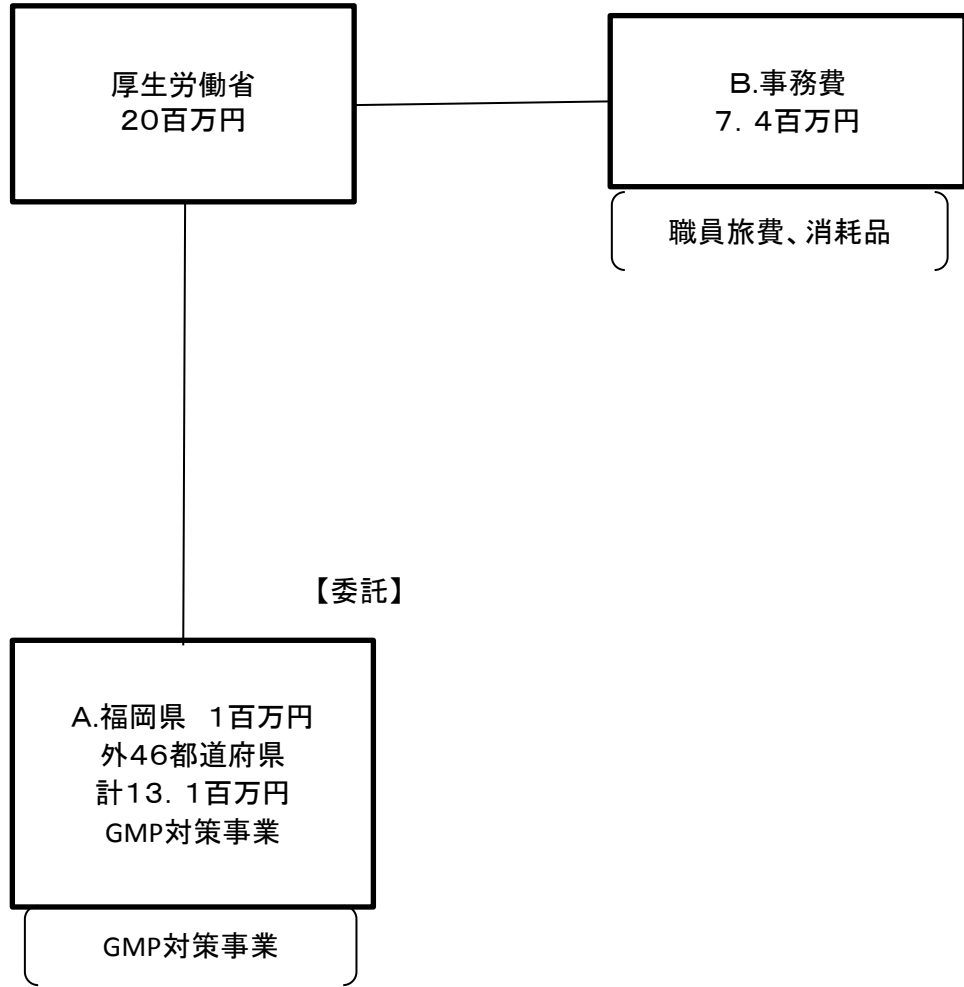 厚生労働省
20百万円
B.事務費
7．4百万円
職員旅費、消耗品
【委託】
A.福岡県　1百万円
外46都道府県
計13．1百万円
GMP対策事業
GMP対策事業